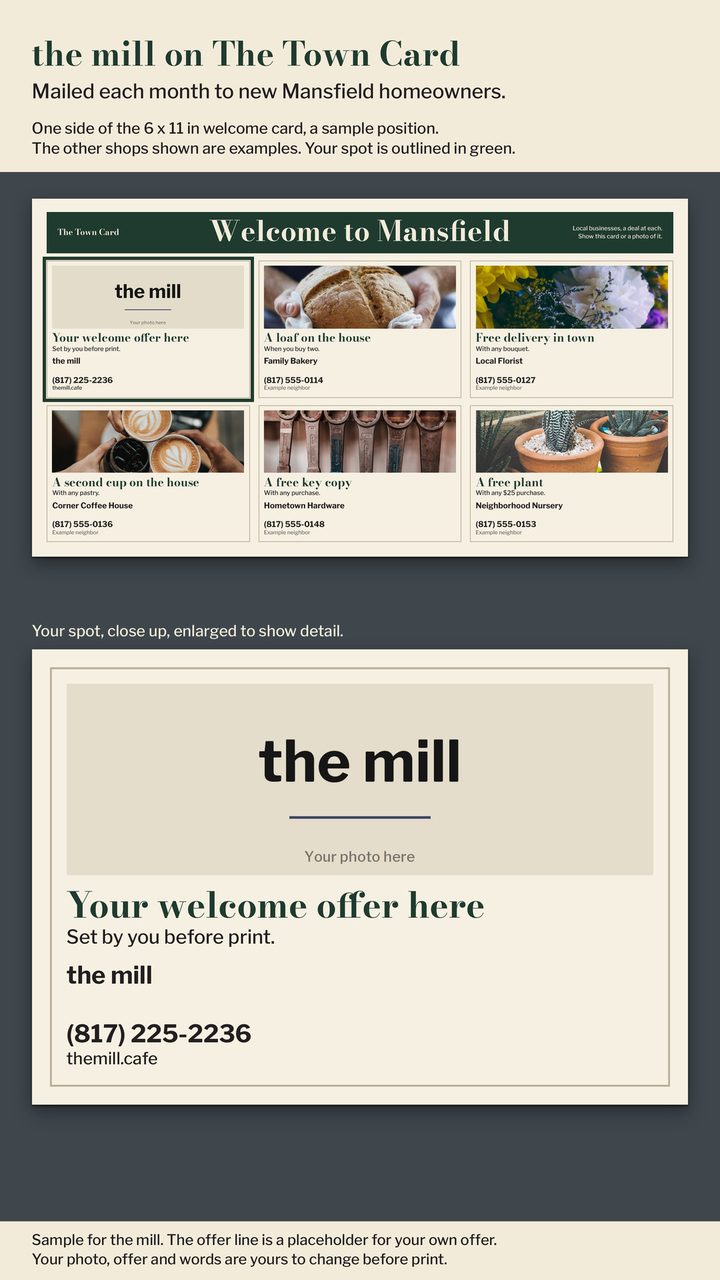 the mill on The Town Card
Mailed each month to new Mansfield homeowners.
One side of the 6 x 11 in welcome card, a sample position.
The other shops shown are examples. Your spot is outlined in green.
The Town Card
Welcome to Mansfield
Local businesses, a deal at each.
Show this card or a photo of it.
the mill
Your photo here
Your welcome offer here
Set by you before print.
the mill
(817) 225-2236
themill.cafe
A loaf on the house
When you buy two.
Family Bakery
(817) 555-0114
Example neighbor
Free delivery in town
With any bouquet.
Local Florist
(817) 555-0127
Example neighbor
A second cup on the house
With any pastry.
Corner Coffee House
(817) 555-0136
Example neighbor
A free key copy
With any purchase.
Hometown Hardware
(817) 555-0148
Example neighbor
A free plant
With any $25 purchase.
Neighborhood Nursery
(817) 555-0153
Example neighbor
Your spot, close up, enlarged to show detail.
the mill
Your photo here
Your welcome offer here
Set by you before print.
the mill
(817) 225-2236
themill.cafe
Sample for the mill. The offer line is a placeholder for your own offer.
Your photo, offer and words are yours to change before print.